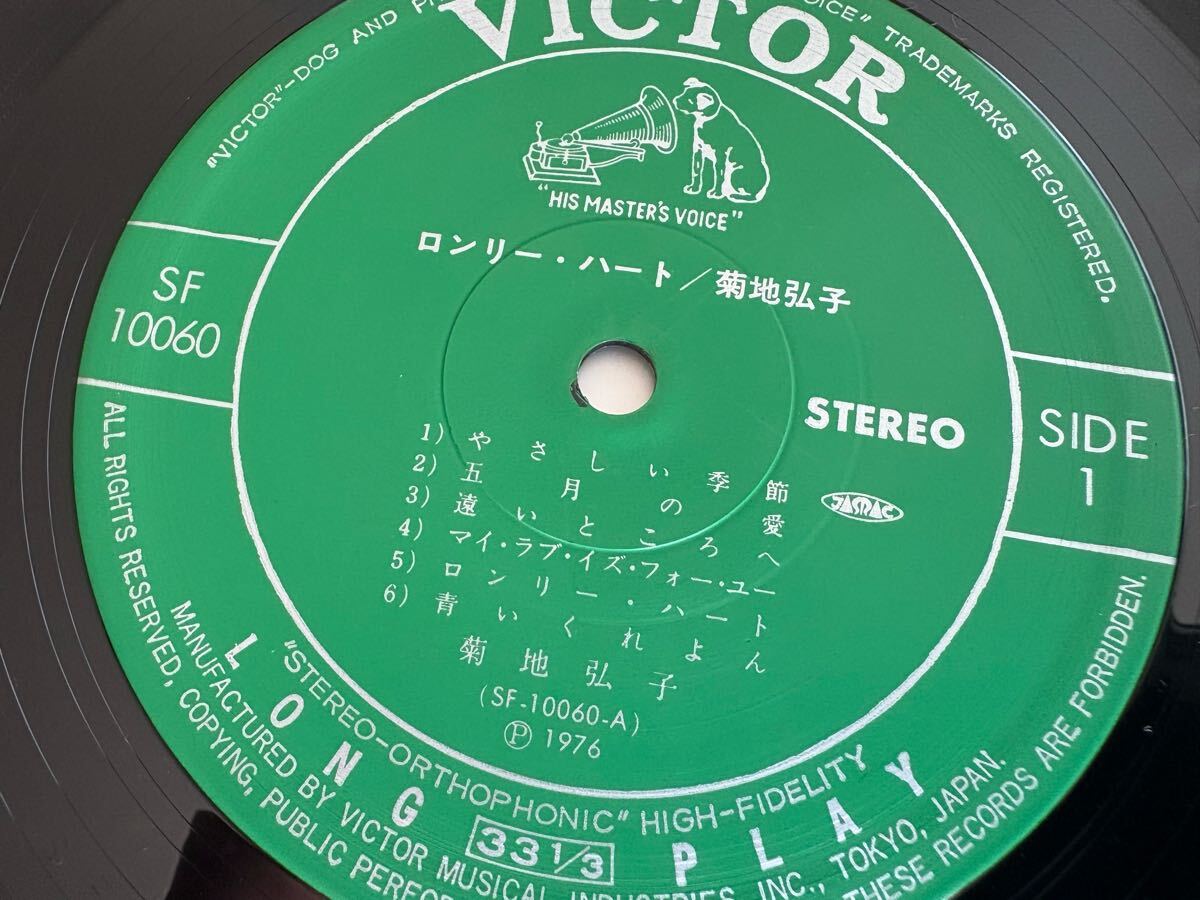 "VICTOR"–DOG AND
VOICE" TRADEMARKS REGISTERED.
VICTOR
"HIS MASTER'S VOICE"
ロンリー・ハート/菊地弘子
SF
10060
STEREO
SIDE
1
JASRAC
1) やさしい季節
2) 五月の愛
3) 遠いところへ
4) マイ・ラブ・イズ・フォー・ユー
5) ロンリー・ハート
6) 青いくれよん
菊地弘子
(SF-10060-A)
Ⓟ 1976
"STEREO–ORTHOPHONIC" HIGH–FIDELITY
LONG 33 1/3 PLAY
MANUFACTURED BY VICTOR MUSICAL INDUSTRIES, INC., TOKYO, JAPAN.
ALL RIGHTS RESERVED, COPYING, PUBLIC
THESE RECORDS ARE FORBIDDEN.